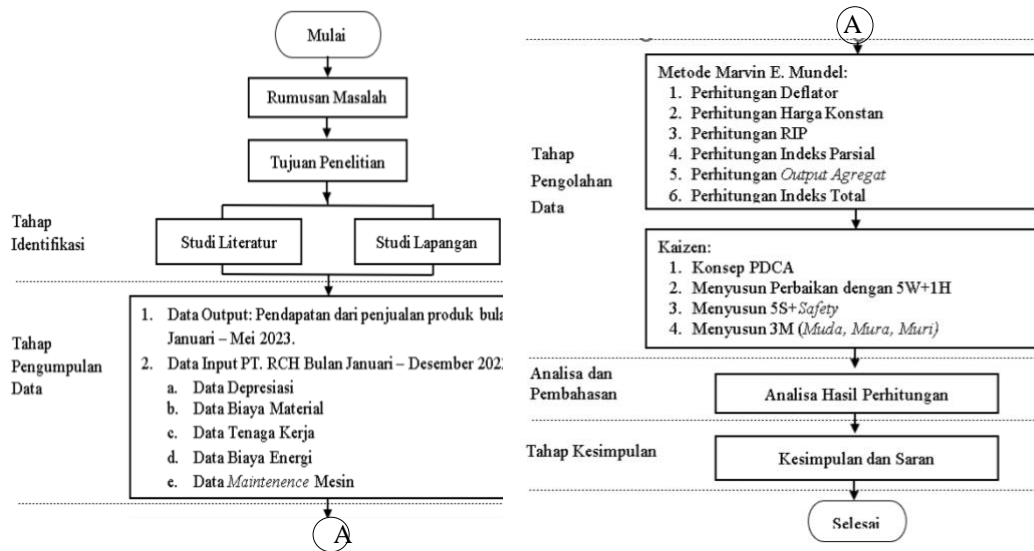 Mulai
Rumusan Masalah
Tujuan Penelitian
Tahap
Identifikasi
Studi Literatur
Studi Lapangan
Tahap
Pengumpulan
Data
1. Data Output: Pendapatan dari penjualan produk bula
Januari – Mei 2023.
2. Data Input PT. RCH Bulan Januari – Desember 202
a. Data Depresiasi
b. Data Biaya Material
c. Data Tenaga Kerja
d. Data Biaya Energi
e. Data Maintenence Mesin
A
A
Tahap
Pengolahan
Data
Metode Marvin E. Mundel:
1. Perhitungan Deflator
2. Perhitungan Harga Konstan
3. Perhitungan RIP
4. Perhitungan Indeks Parsial
5. Perhitungan Output Agregat
6. Perhitungan Indeks Total
Kaizen:
1. Konsep PDCA
2. Menyusun Perbaikan dengan 5W+1H
3. Menyusun 5S+Safety
4. Menyusun 3M (Muda, Mura, Muri)
Analisa dan
Pembahasan
Analisa Hasil Perhitungan
Tahap Kesimpulan
Kesimpulan dan Saran
Selesai